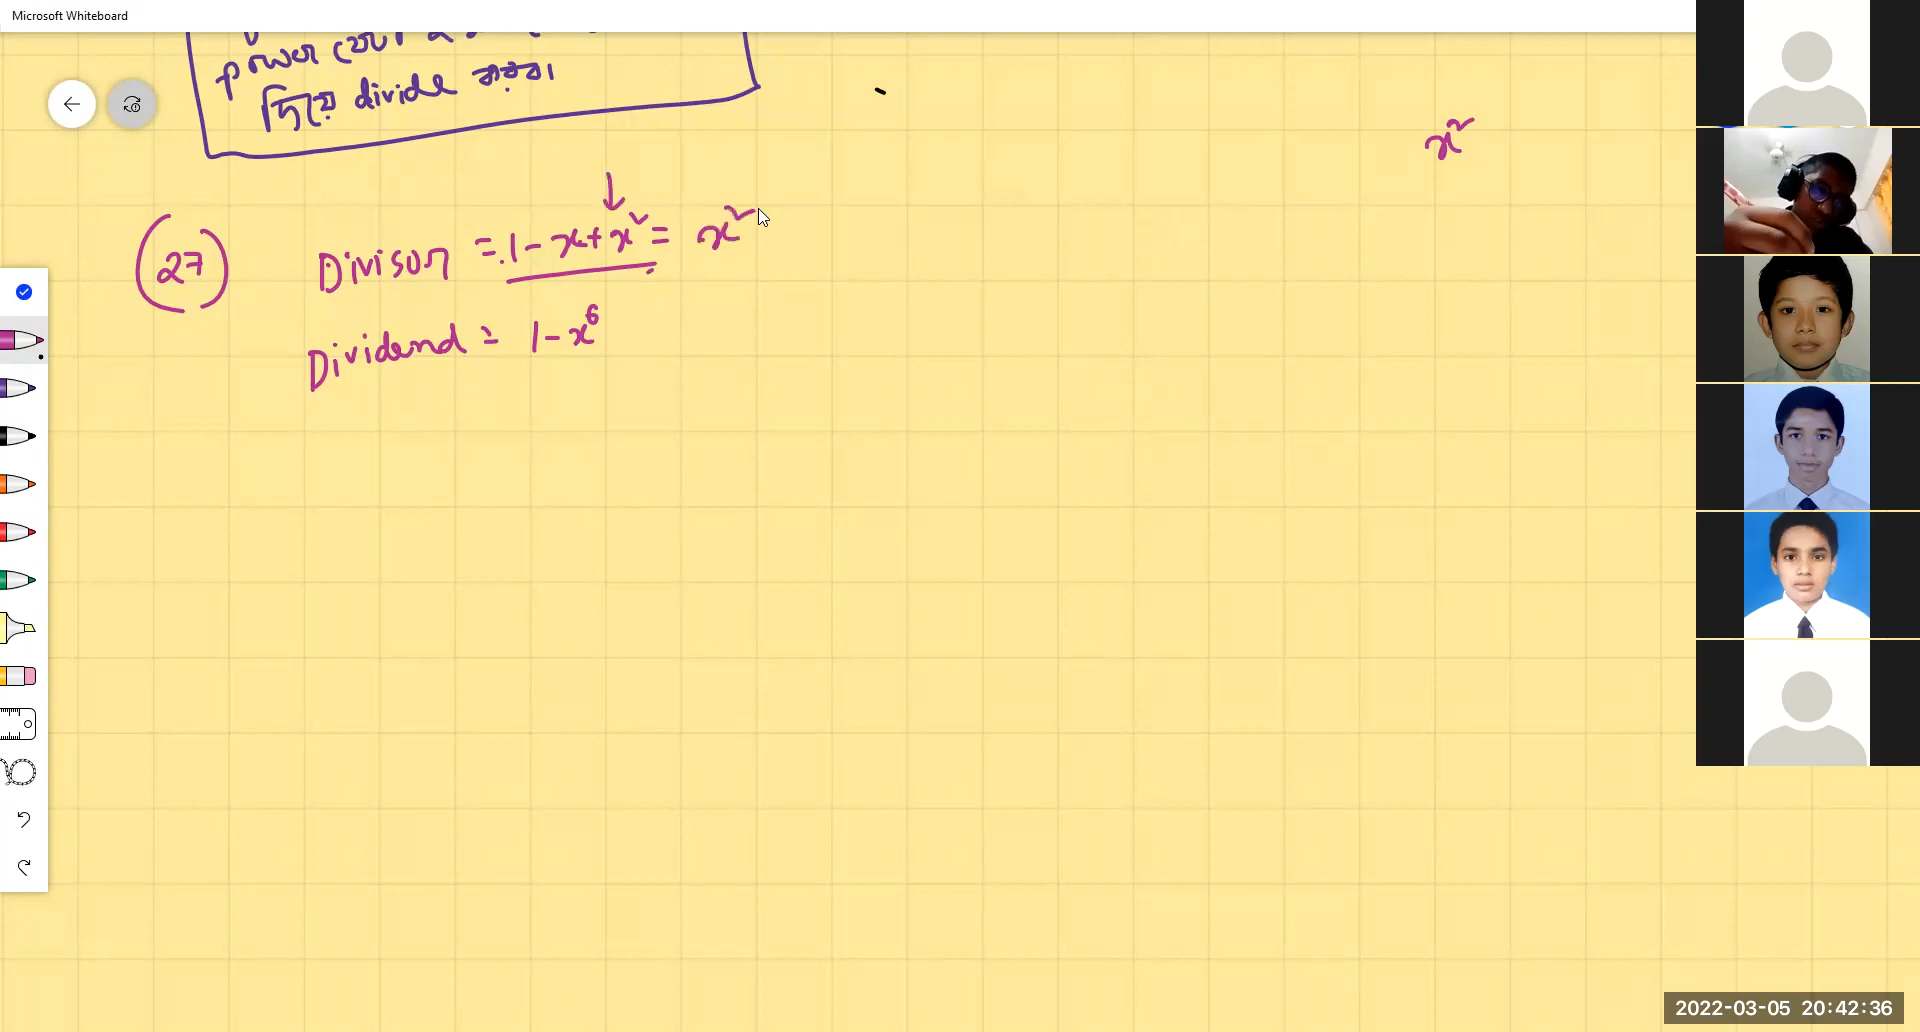 Microsoft Whiteboard
power
দিয়ে divide করবো।
x²
(27) Divisor = 1 - x + x² = x²
Dividend = 1 - x⁶
2022-03-05 20:42:36